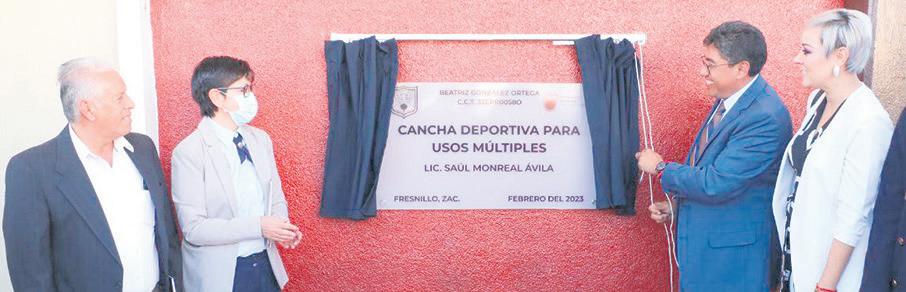 BEATRIZ GONZÁLEZ ORTEGA
C.C.T.
CANCHA DEPORTIVA PARA
USOS MÚLTIPLES
LIC. SAÚL MONREAL ÁVILA
FRESNILLO, ZAC. FEBRERO DEL 2023